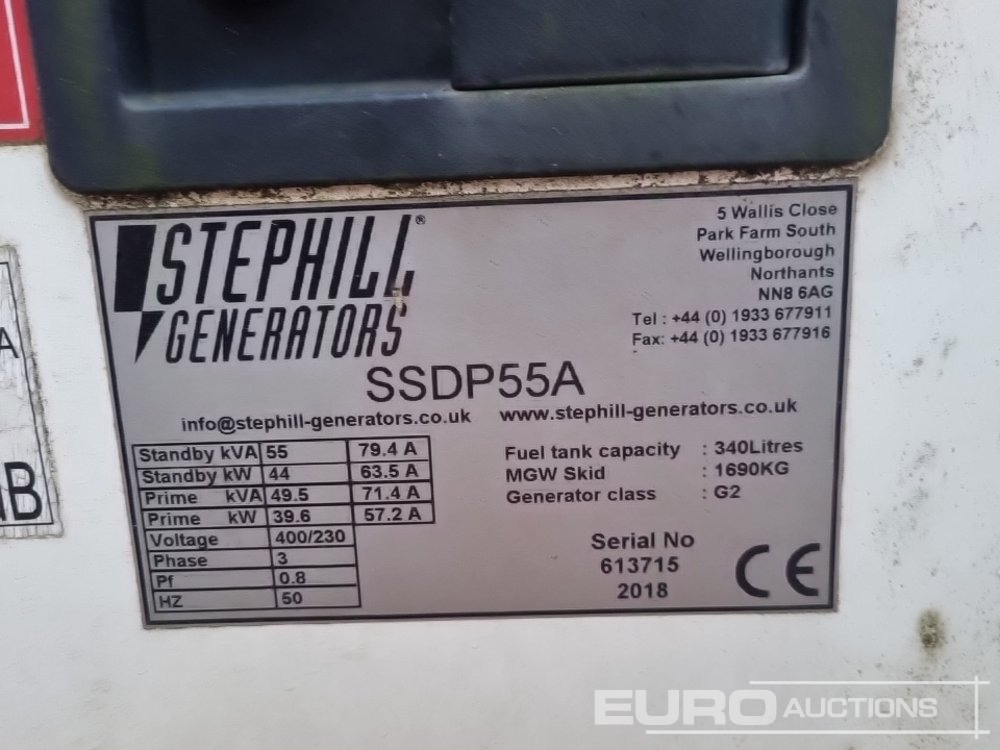 STEPHILL®
GENERATORS
5 Wallis Close
Park Farm South
Wellingborough
Northants
NN8 6AG
Tel : +44 (0) 1933 677911
Fax: +44 (0) 1933 677916
SSDP55A
info@stephill-generators.co.uk www.stephill-generators.co.uk
Standby kVA 55 79.4 A
Standby kW 44 63.5 A
Prime kVA 49.5 71.4 A
Prime kW 39.6 57.2 A
Voltage 400/230
Phase 3
Pf 0.8
HZ 50
Fuel tank capacity : 340Litres
MGW Skid : 1690KG
Generator class : G2
Serial No
613715
2018
CE
A
B
EURO AUCTIONS